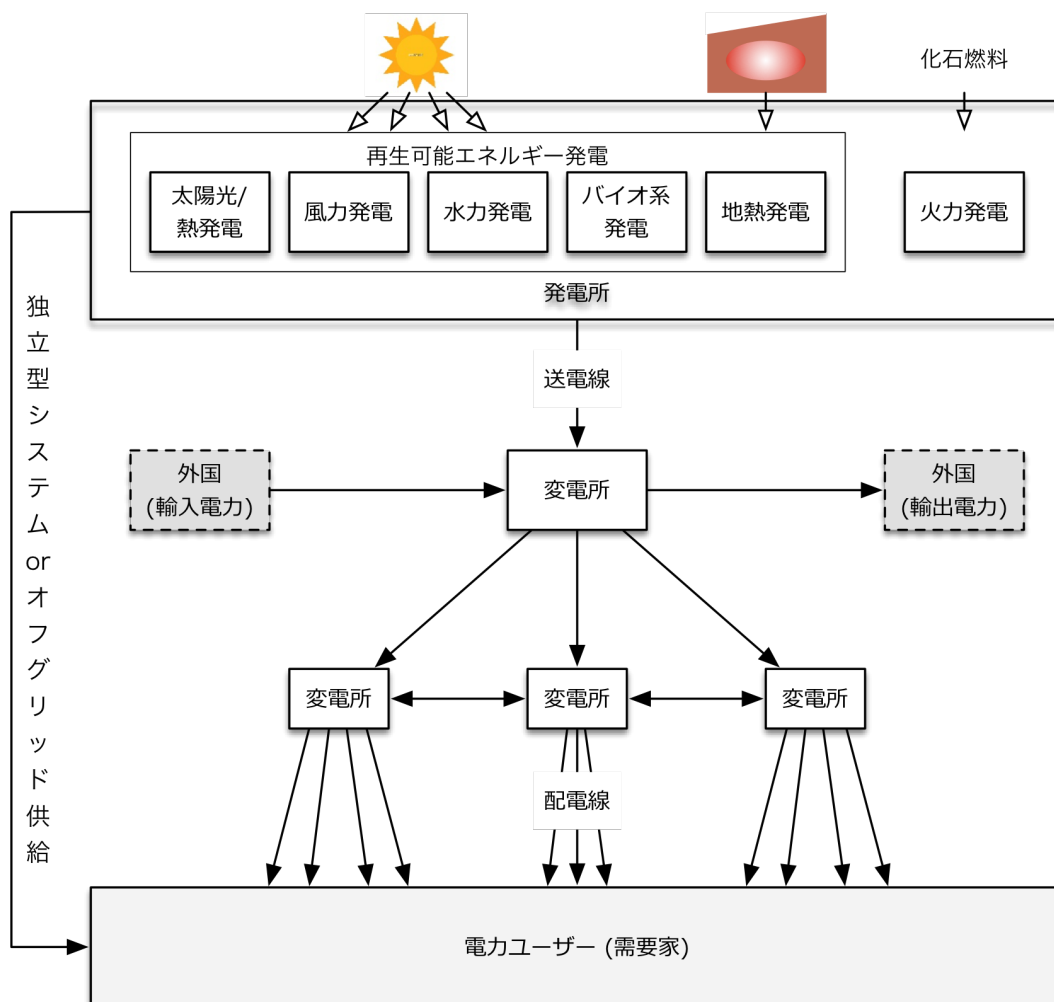 化石燃料
再生可能エネルギー発電
太陽光/
熱発電
風力発電
水力発電
バイオ系
発電
地熱発電
火力発電
発電所
独立型システムorオフグリッド供給
送電線
外国
(輸入電力)
変電所
外国
(輸出電力)
変電所
変電所
変電所
配電線
電力ユーザー (需要家)